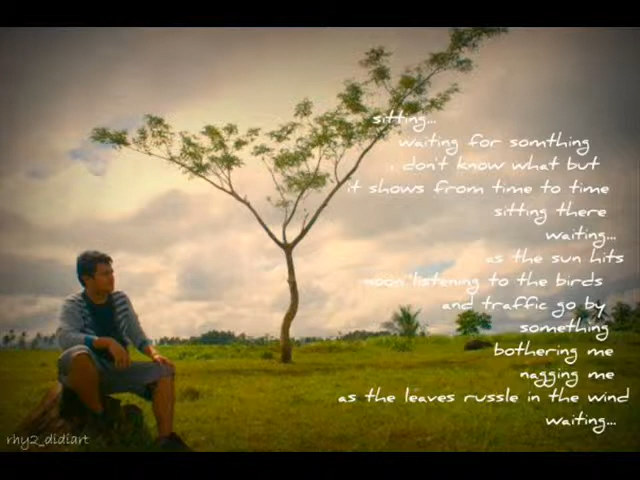 sitting...
waiting for somthing
i don't know what but
it shows from time to time
sitting there
waiting...
as the sun hits
noon listening to the birds
and traffic go by
something
bothering me
nagging me
as the leaves russle in the wind
waiting...
rhy2_didiart